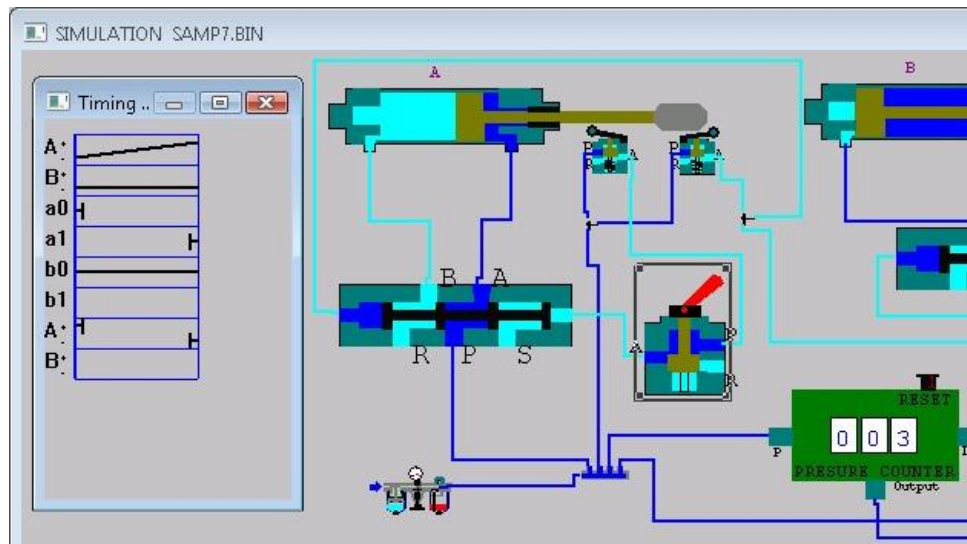 SIMULATION SAMP7.BIN
Timing ..
A+
-
B+
-
a0
a1
b0
b1
A+
-
B+
-
A
B
P
A
R
P
A
R
B A
R P S
A
P
R
RESET
0 0 3
P
PRESURE COUNTER
Output